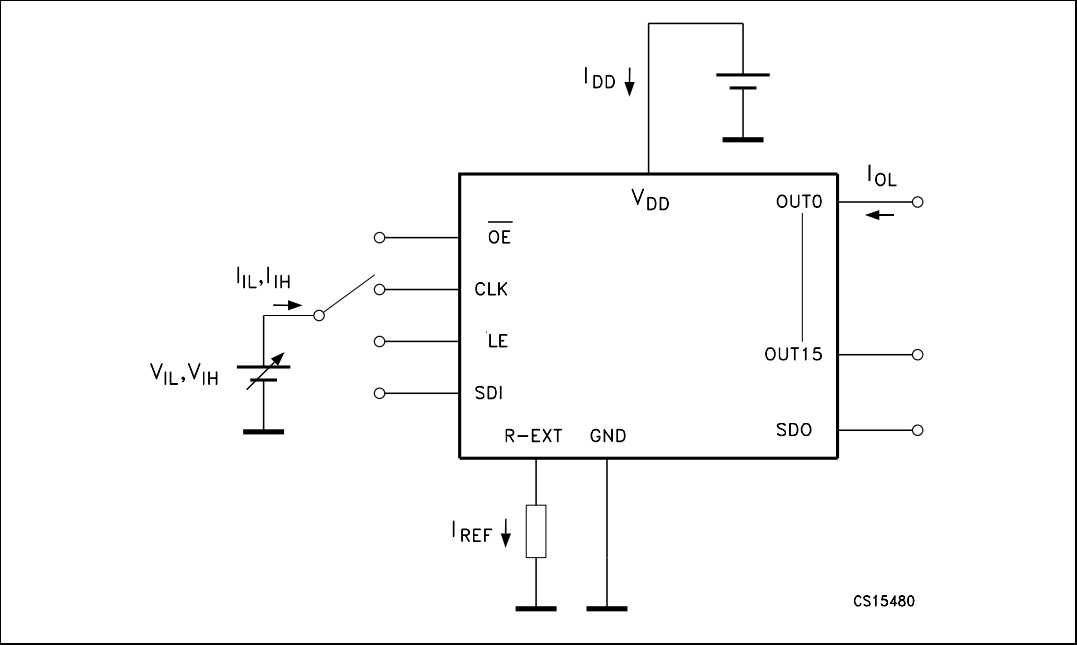 IDD
VDD
OUT0
IOL
OE
IIL,IIH
CLK
VIL,VIH
LE
OUT15
SDI
SDO
R-EXT
GND
IREF
CS15480